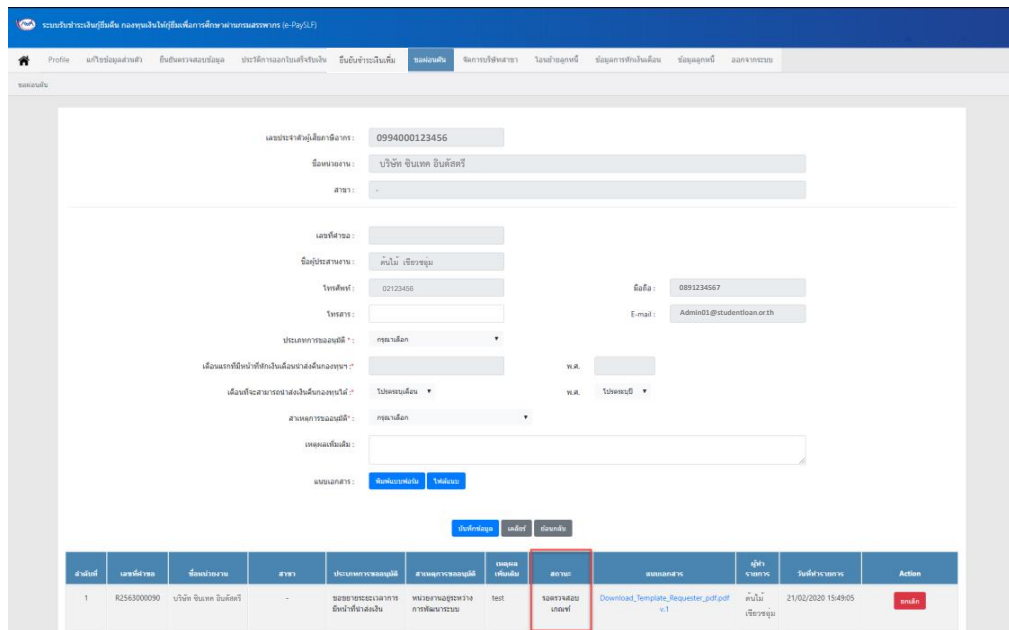 ระบบรับชำระเงินกู้ยืมคืน กองทุนเงินให้กู้ยืมเพื่อการศึกษาผ่านกรมสรรพากร (e-PaySLF)
Profile แก้ไขข้อมูลส่วนตัว ยืนยันตรวจสอบข้อมูล ประวัติการออกใบเสร็จรับเงิน ยืนยันชำระเงินเพิ่ม ขอผ่อนผัน จัดการบริษัทสาขา โอนย้ายลูกหนี้ ข้อมูลการหักเงินเดือน ข้อมูลลูกหนี้ ออกจากระบบ
ขอผ่อนผัน
เลขประจำตัวผู้เสียภาษีอากร : 0994000123456
ชื่อหน่วยงาน : บริษัท ซินเทค อินดัสตรี
สาขา : -
เลขที่คำขอ :
ชื่อผู้ประสานงาน : ต้นไม้ เขียวชอุ่ม
โทรศัพท์ : 02123456 มือถือ : 0891234567
โทรสาร : E-mail : Admin01@studentloan.or.th
ประเภทการขออนุมัติ * : กรุณาเลือก
เดือนแรกที่มีหน้าที่หักเงินเดือนนำส่งคืนกองทุนฯ :* พ.ศ.
เดือนที่จะสามารถนำส่งเงินคืนกองทุนได้ :* โปรดระบุเดือน พ.ศ. โปรดระบุปี
สาเหตุการขออนุมัติ* : กรุณาเลือก
เหตุผลเพิ่มเติม :
แนบเอกสาร : พิมพ์แบบฟอร์ม ไฟล์แนบ
บันทึกข้อมูล เคลียร์ ย้อนกลับ
ลำดับที่ เลขที่คำขอ ชื่อหน่วยงาน สาขา ประเภทการขออนุมัติ สาเหตุการขออนุมัติ เหตุผลเพิ่มเติม สถานะ แนบเอกสาร ผู้ทำรายการ วันที่ทำรายการ Action
1 R2563000090 บริษัท ซินเทค อินดัสตรี - ขอขยายระยะเวลาการ หน่วยงานอยู่ระหว่าง test รอตรวจสอบ Download_Template_Requester_pdf.pdf ต้นไม้ 21/02/2020 15:49:05 ยกเลิก
มีหน้าที่นำส่งเงิน การพัฒนาระบบ เกณฑ์ v.1 เขียวชอุ่ม